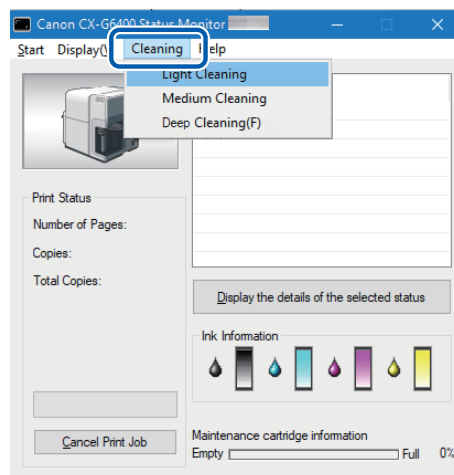 Canon CX-G6400 Status Monitor
Start Display( Cleaning Help
Light Cleaning
Medium Cleaning
Deep Cleaning(F)
Print Status
Number of Pages:
Copies:
Total Copies:
Display the details of the selected status
Ink Information
Cancel Print Job
Maintenance cartridge information
Empty Full 0%